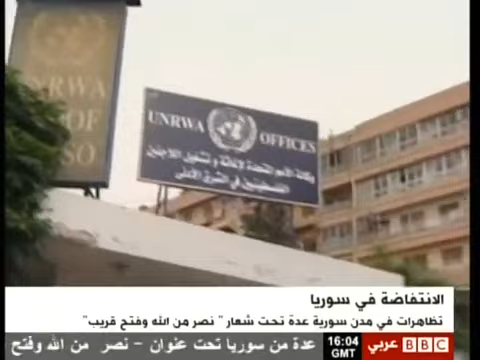 UNRWA
OF
SO
UNRWA OFFICES
وكالة الأمم المتحدة لإغاثة و تشغيل اللاجئين
الفلسطينيين في الشرق الأدنى
الانتفاضة في سوريا
تظاهرات في مدن سورية عدة تحت شعار " نصر من الله وفتح قريب"
عدة من سوريا تحت عنوان - نصر من الله وفتح
16:04 GMT
عربي BBC